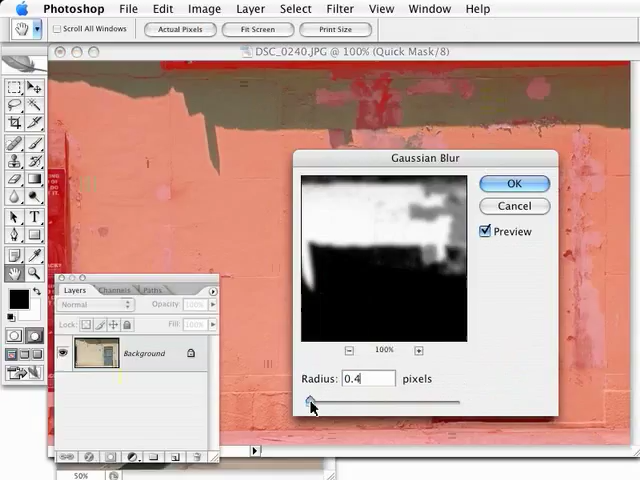 Photoshop File Edit Image Layer Select Filter View Window Help
Scroll All Windows Actual Pixels Fit Screen Print Size
DSC_0240.JPG @ 100% (Quick Mask/8)
Gaussian Blur
OK
Cancel
Preview
100%
Radius: 0.4 pixels
Layers Channels Paths
Normal Opacity: 100%
Lock: Fill: 100%
Background
50%